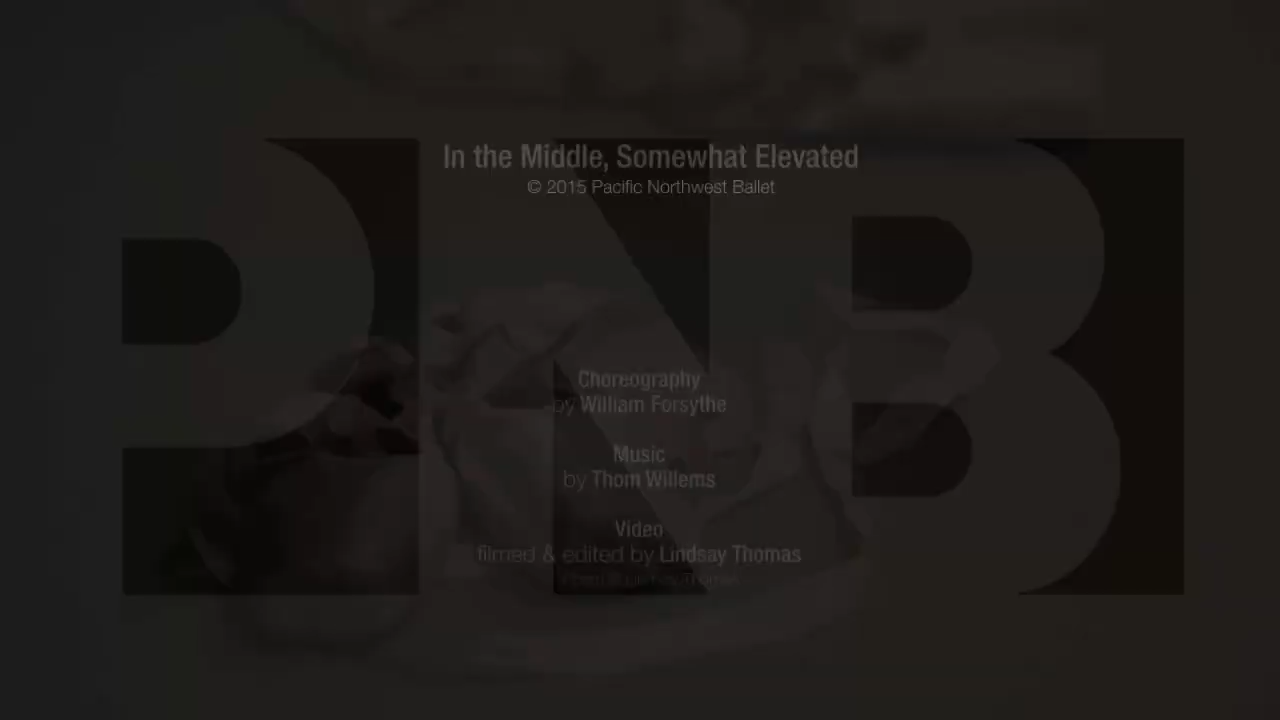 PNB
In the Middle, Somewhat Elevated
© 2015 Pacific Northwest Ballet
Choreography
by William Forsythe
Music
by Thom Willems
Video
filmed & edited by Lindsay Thomas